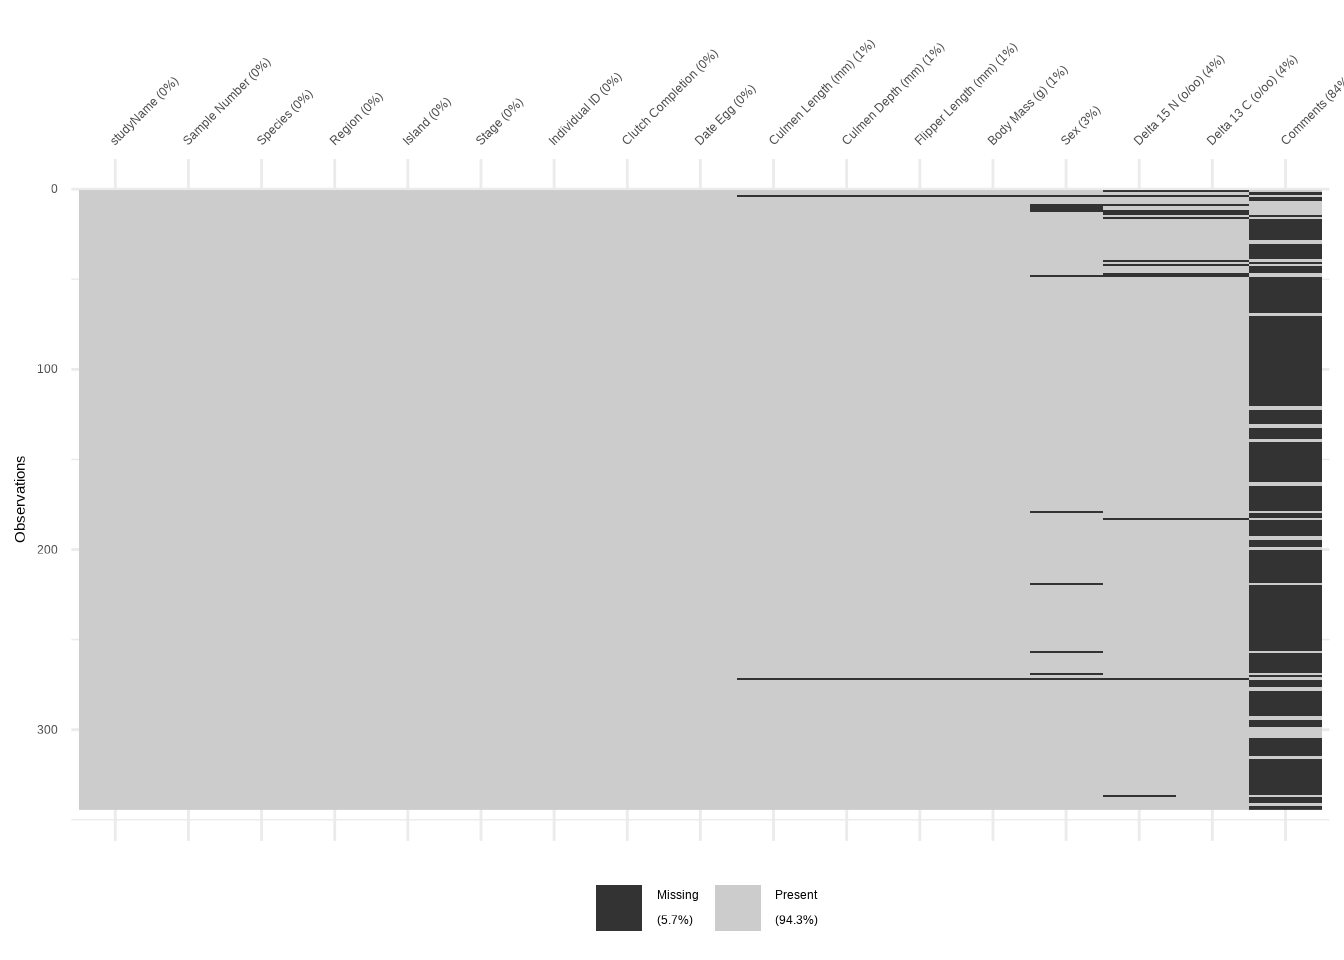 studyName (0%)
Sample Number (0%)
Species (0%)
Region (0%)
Island (0%)
Stage (0%)
Individual ID (0%)
Clutch Completion (0%)
Date Egg (0%)
Culmen Length (mm) (1%)
Culmen Depth (mm) (1%)
Flipper Length (mm) (1%)
Body Mass (g) (1%)
Sex (3%)
Delta 15 N (o/oo) (4%)
Delta 13 C (o/oo) (4%)
Comments (84%
0
100
200
300
Observations
Missing
(5.7%)
Present
(94.3%)